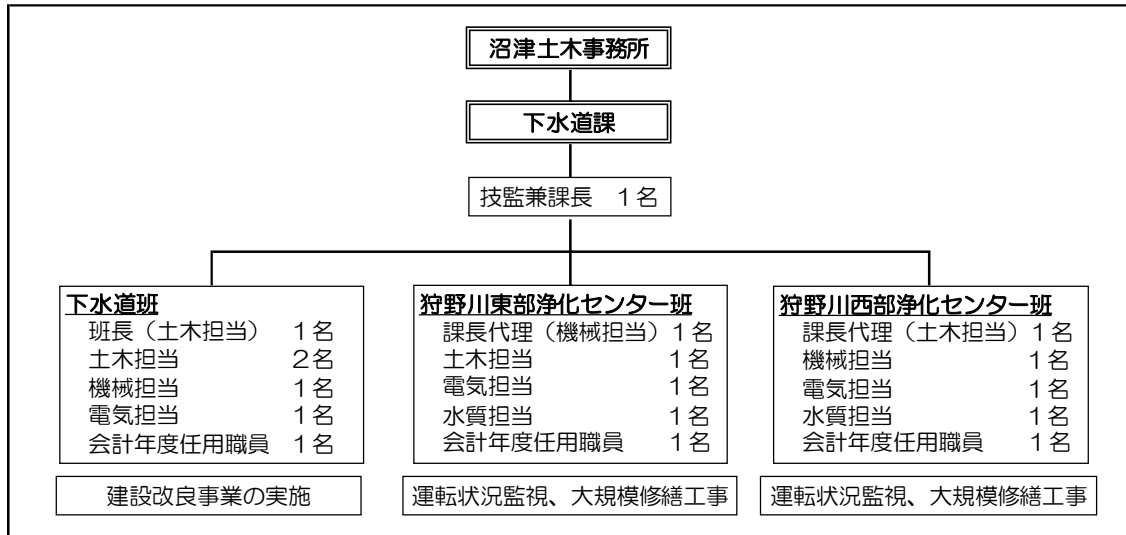 沼津土木事務所
下水道課
技監兼課長　１名
下水道班
班長（土木担当）　１名
土木担当　２名
機械担当　１名
電気担当　１名
会計年度任用職員　１名
建設改良事業の実施
狩野川東部浄化センター班
課長代理（機械担当）１名
土木担当　１名
電気担当　１名
水質担当　１名
会計年度任用職員　１名
運転状況監視、大規模修繕工事
狩野川西部浄化センター班
課長代理（土木担当）１名
機械担当　１名
電気担当　１名
水質担当　１名
会計年度任用職員　１名
運転状況監視、大規模修繕工事